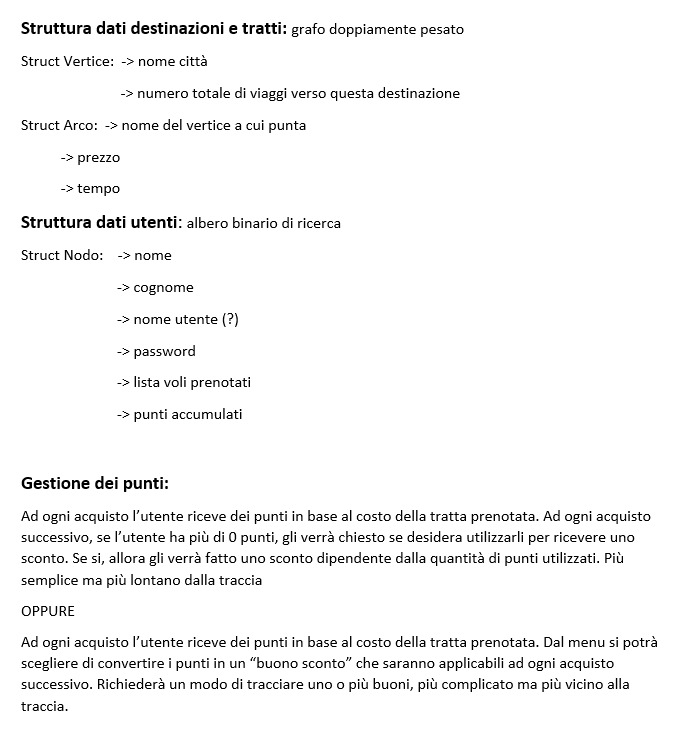 Struttura dati destinazioni e tratti: grafo doppiamente pesato
Struct Vertice: -> nome città
-> numero totale di viaggi verso questa destinazione
Struct Arco: -> nome del vertice a cui punta
-> prezzo
-> tempo
Struttura dati utenti: albero binario di ricerca
Struct Nodo: -> nome
-> cognome
-> nome utente (?)
-> password
-> lista voli prenotati
-> punti accumulati
Gestione dei punti:
Ad ogni acquisto l’utente riceve dei punti in base al costo della tratta prenotata. Ad ogni acquisto
successivo, se l’utente ha più di 0 punti, gli verrà chiesto se desidera utilizzarli per ricevere uno
sconto. Se si, allora gli verrà fatto uno sconto dipendente dalla quantità di punti utilizzati. Più
semplice ma più lontano dalla traccia
OPPURE
Ad ogni acquisto l’utente riceve dei punti in base al costo della tratta prenotata. Dal menu si potrà
scegliere di convertire i punti in un “buono sconto” che saranno applicabili ad ogni acquisto
successivo. Richiederà un modo di tracciare uno o più buoni, più complicato ma più vicino alla
traccia.